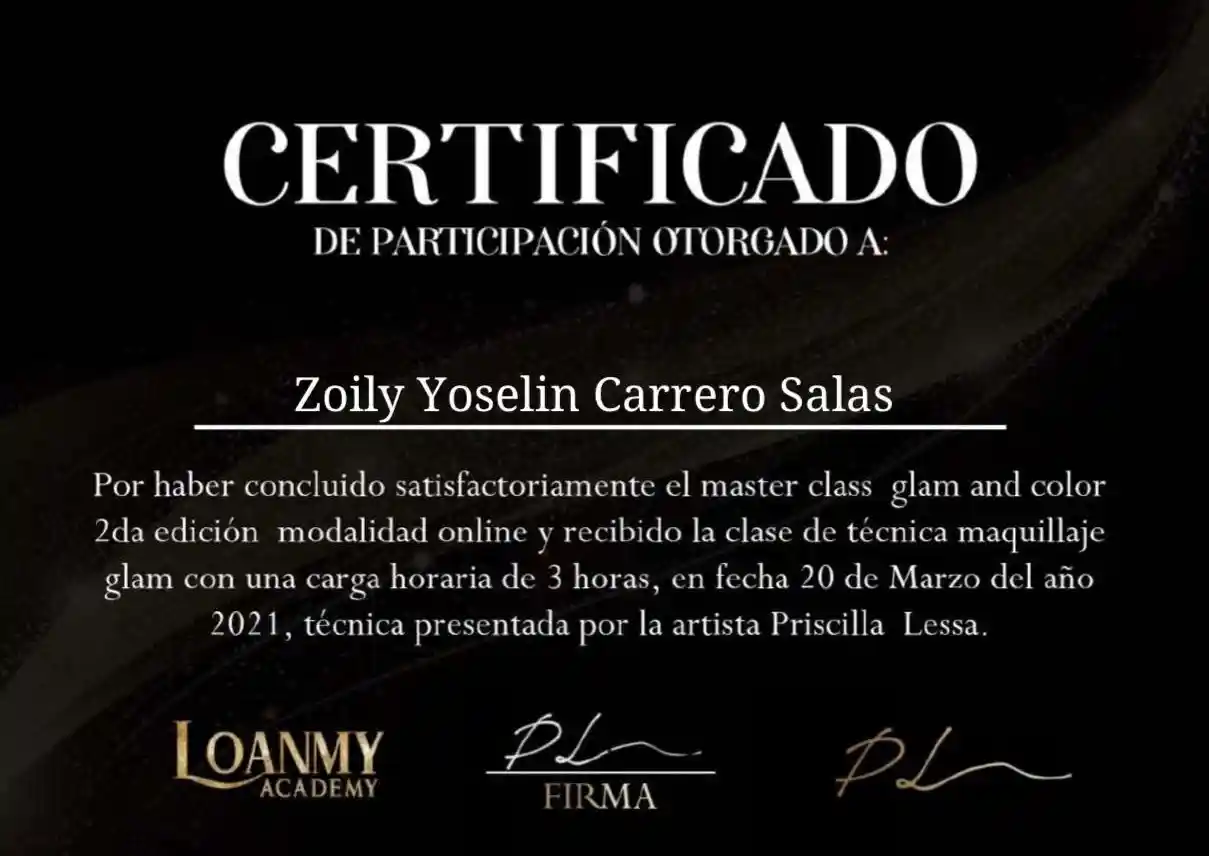 CERTIFICADO
DE PARTICIPACIÓN OTORGADO A:
Zoily Yoselin Carrero Salas
Por haber concluido satisfactoriamente el master class glam and color
2da edición modalidad online y recibido la clase de técnica maquillaje
glam con una carga horaria de 3 horas, en fecha 20 de Marzo del año
2021, técnica presentada por la artista Priscilla Lessa.
LOANMY
ACADEMY
PL
FIRMA
PL